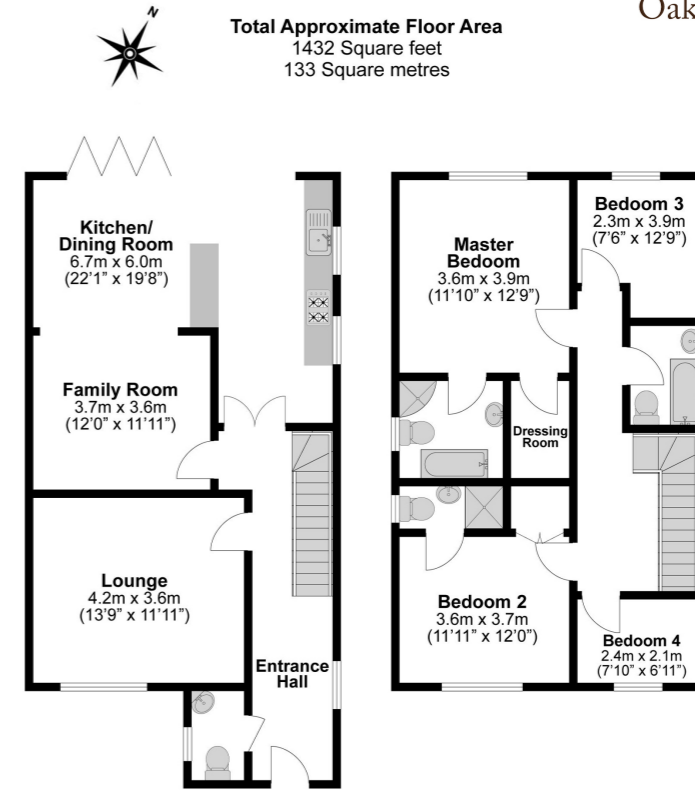 Oak
N
Total Approximate Floor Area
1432 Square feet
133 Square metres
Kitchen/
Dining Room
6.7m x 6.0m
(22'1” x 19'8”)
Family Room
3.7m x 3.6m
(12'0” x 11'11”)
Lounge
4.2m x 3.6m
(13'9” x 11'11”)
Entrance
Hall
Master
Bedroom
3.6m x 3.9m
(11'10” x 12'9”)
Bedoom 3
2.3m x 3.9m
(7'6” x 12'9”)
Dressing
Room
Bedoom 2
3.6m x 3.7m
(11'11” x 12'0”)
Bedoom 4
2.4m x 2.1m
(7'10” x 6'11”)